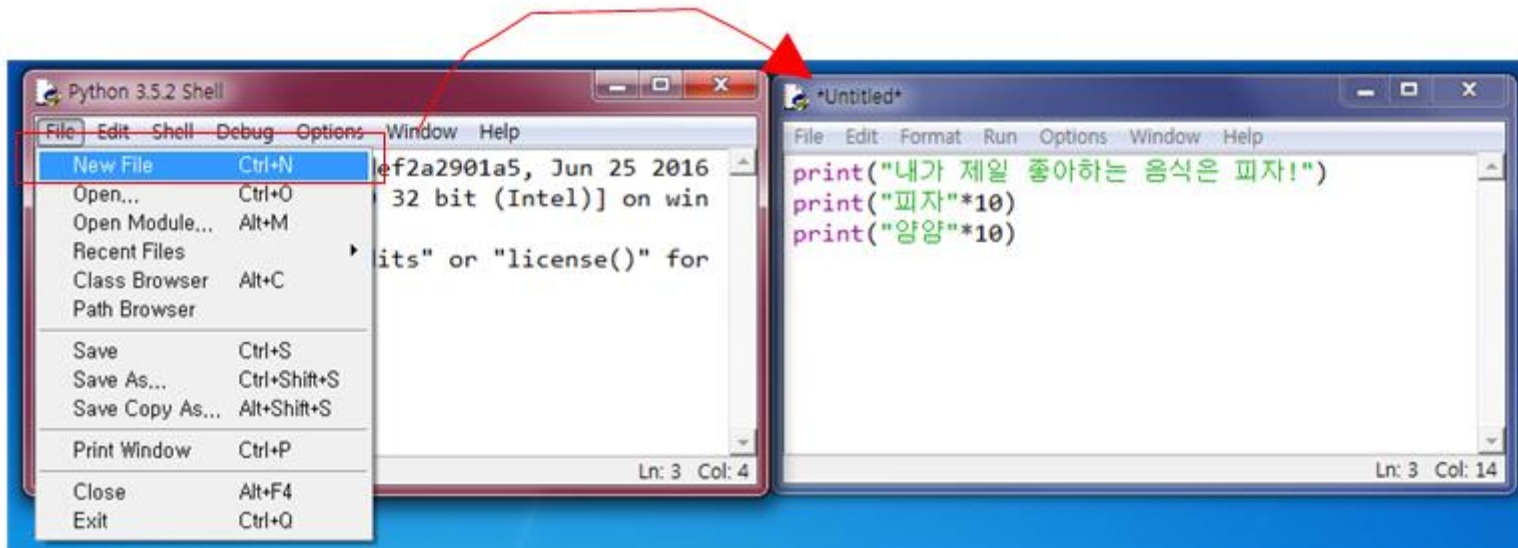 Python 3.5.2 Shell
File Edit Shell Debug Options Window Help
New File Ctrl+N
Open... Ctrl+O
Open Module... Alt+M
Recent Files
Class Browser Alt+C
Path Browser
Save Ctrl+S
Save As... Ctrl+Shift+S
Save Copy As... Alt+Shift+S
Print Window Ctrl+P
Close Alt+F4
Exit Ctrl+Q
def2a2901a5, Jun 25 2016
32 bit (Intel)] on win
its" or "license()" for
Ln: 3 Col: 4
*Untitled*
File Edit Format Run Options Window Help
print("내가 제일 좋아하는 음식은 피자!")
print("피자"*10)
print("얌얌"*10)
Ln: 3 Col: 14